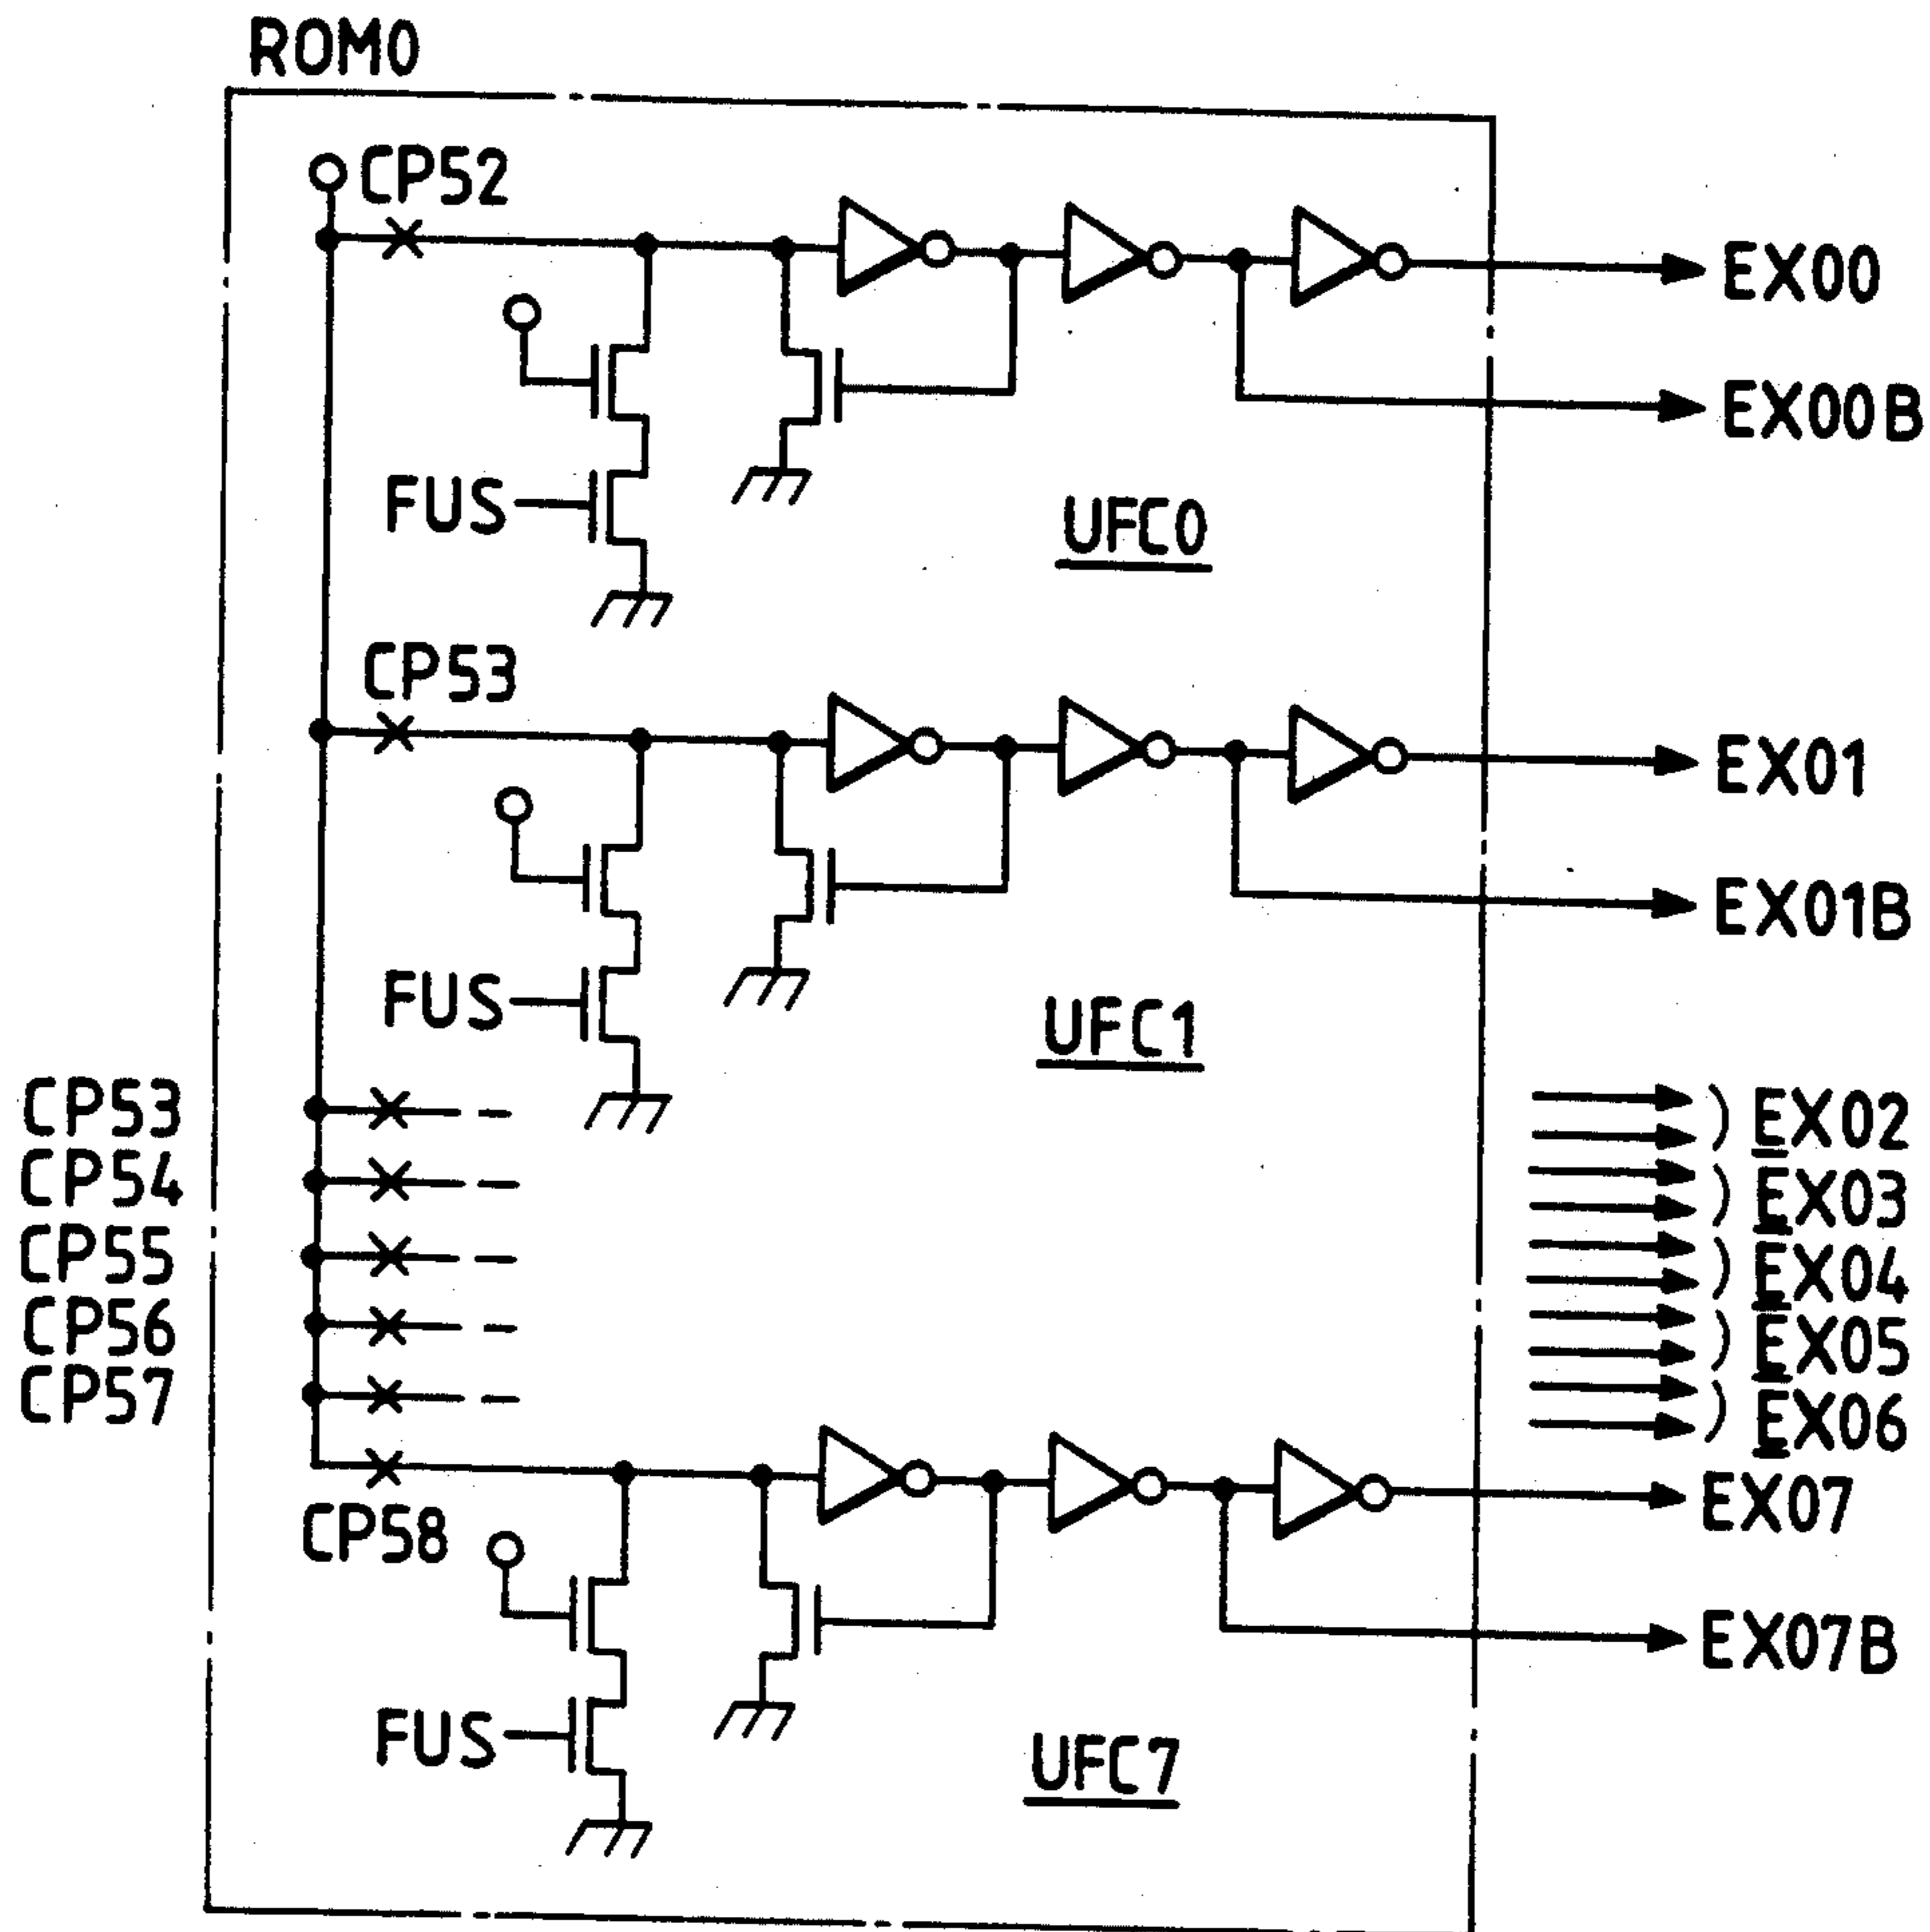 ROM0
CP52
EX00
EX00B
FUS
UFC0
CP53
EX01
EX01B
FUS
UFC1
CP53
EX02
CP54
EX03
CP55
EX04
CP56
EX05
CP57
EX06
EX07
CP58
EX07B
FUS
UFC7